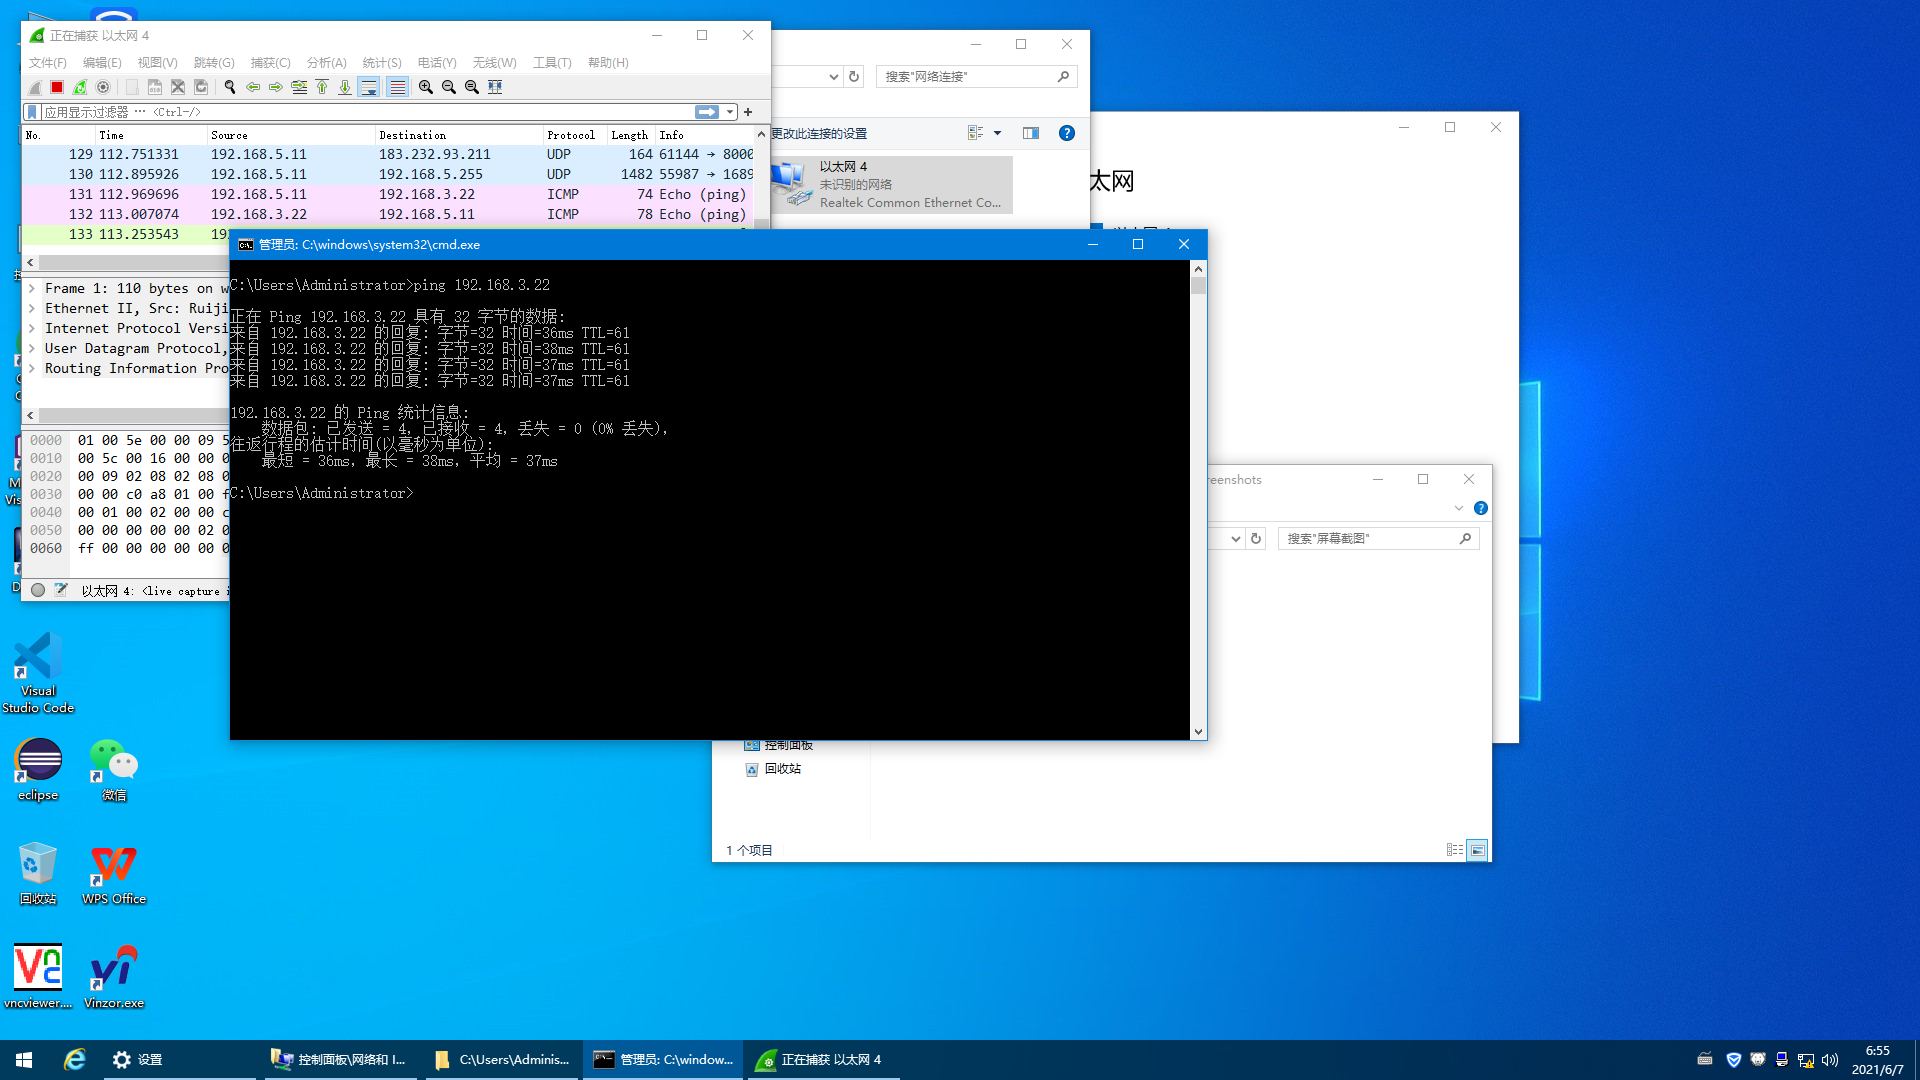 正在捕获 以太网 4
文件(F) 编辑(E) 视图(V) 跳转(G) 捕获(C) 分析(A) 统计(S) 电话(Y) 无线(W) 工具(T) 帮助(H)
应用显示过滤器 … <Ctrl-/>
No. Time Source Destination Protocol Length Info
129 112.751331 192.168.5.11 183.232.93.211 UDP 164 61144 → 8000
130 112.895926 192.168.5.11 192.168.5.255 UDP 1482 55987 → 1689
131 112.969696 192.168.5.11 192.168.3.22 ICMP 74 Echo (ping)
132 113.007074 192.168.3.22 192.168.5.11 ICMP 78 Echo (ping)
133 113.253543 19
Frame 1: 110 bytes on w
Ethernet II, Src: Ruiji
Internet Protocol Versi
User Datagram Protocol,
Routing Information Pro
0000 01 00 5e 00 00 09 5
0010 00 5c 00 16 00 00 0
0020 00 09 02 08 02 08 0
0030 00 00 c0 a8 01 00 f
0040 00 01 00 02 00 00 c
0050 00 00 00 00 00 02 0
0060 ff 00 00 00 00 00 0
以太网 4: <live capture i
搜索"网络连接"
更改此连接的设置
以太网 4
未识别的网络
Realtek Common Ethernet Co...
太网
管理员: C:\windows\system32\cmd.exe
C:\Users\Administrator>ping 192.168.3.22
正在 Ping 192.168.3.22 具有 32 字节的数据:
来自 192.168.3.22 的回复: 字节=32 时间=36ms TTL=61
来自 192.168.3.22 的回复: 字节=32 时间=38ms TTL=61
来自 192.168.3.22 的回复: 字节=32 时间=37ms TTL=61
来自 192.168.3.22 的回复: 字节=32 时间=37ms TTL=61
192.168.3.22 的 Ping 统计信息:
数据包: 已发送 = 4, 已接收 = 4, 丢失 = 0 (0% 丢失),
往返行程的估计时间(以毫秒为单位):
最短 = 36ms, 最长 = 38ms, 平均 = 37ms
C:\Users\Administrator>
reenshots
搜索"屏幕截图"
控制面板
回收站
1 个项目
Visual
Studio Code
eclipse
微信
回收站
WPS Office
vncviewer....
Vinzor.exe
设置
控制面板\网络和 I...
C:\Users\Adminis...
管理员: C:\window...
正在捕获 以太网 4
6:55
2021/6/7